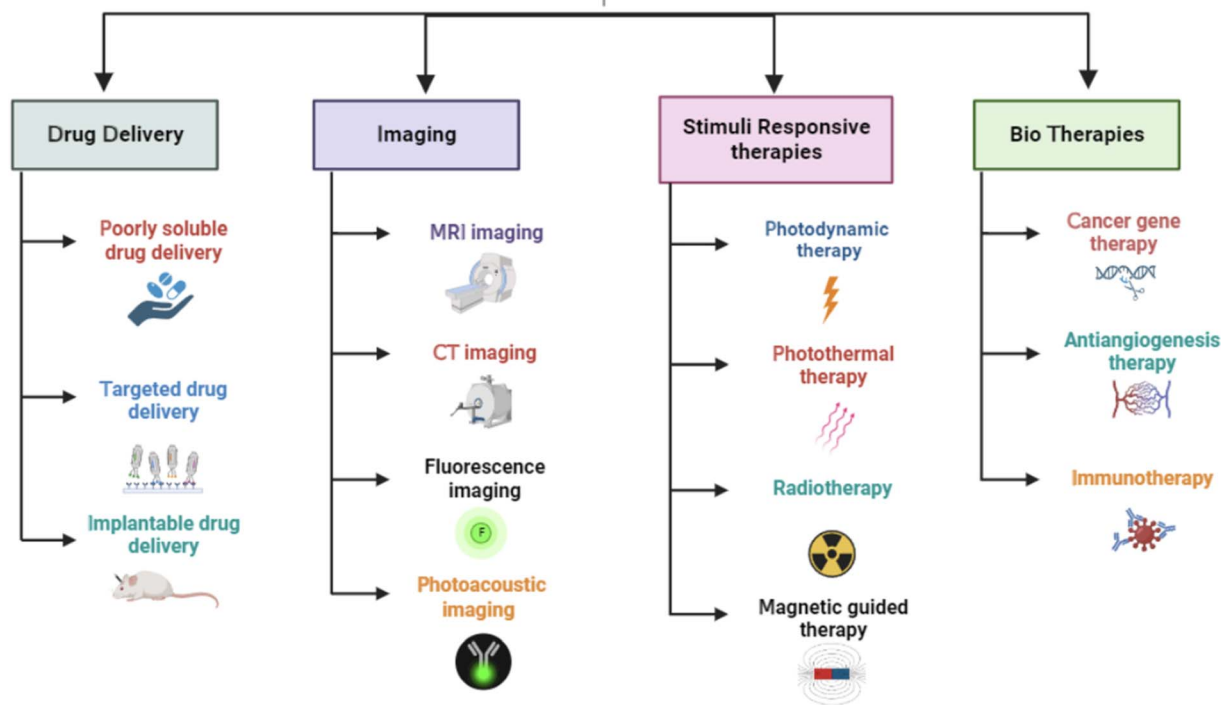 Drug Delivery
Poorly soluble
drug delivery
Targeted drug
delivery
Implantable drug
delivery
Imaging
MRI imaging
CT imaging
Fluorescence
imaging
F
Photoacoustic
imaging
Stimuli Responsive
therapies
Photodynamic
therapy
Photothermal
therapy
Radiotherapy
Magnetic guided
therapy
Bio Therapies
Cancer gene
therapy
Antiangiogenesis
therapy
Immunotherapy